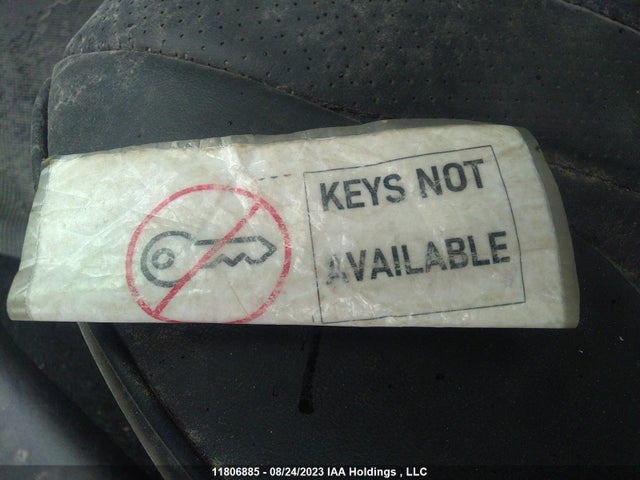 KEYS NOT
AVAILABLE
11806885 - 08/24/2023 IAA Holdings , LLC